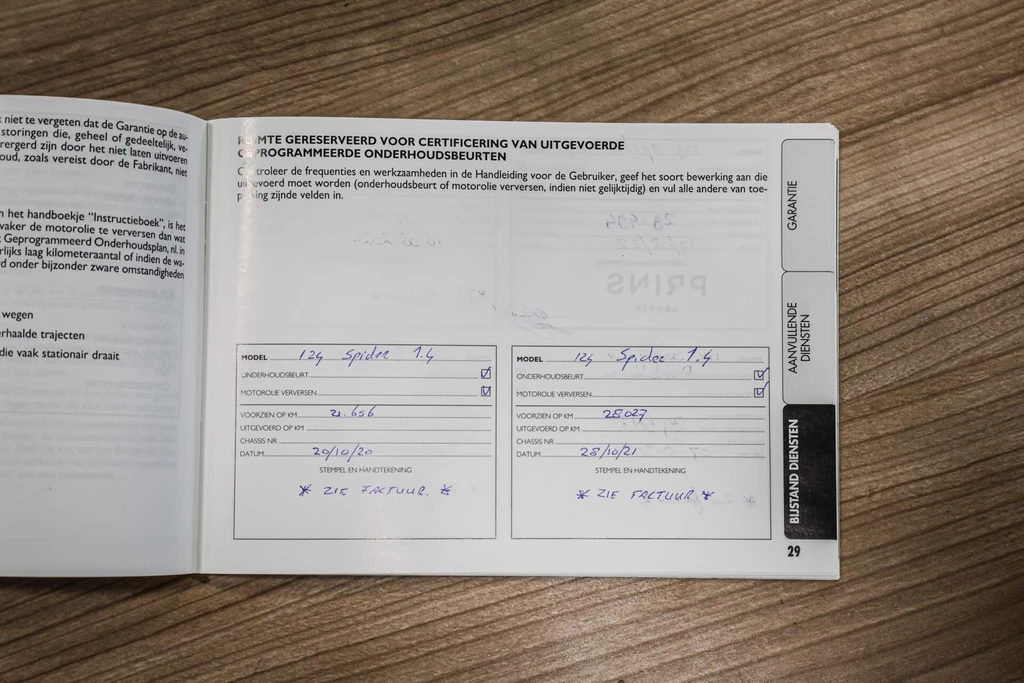 niet te vergeten dat de Garantie op de au-
storingen die, geheel of gedeeltelijk, ve-
rergerd zijn door het niet laten uitvoeren
oud, zoals vereist door de Fabrikant, niet
het handboekje "Instructieboek", is het
vaker de motorolie te verversen dan wat
Geprogrammeerd Onderhoudsplan, nl. in
rlijks laag kilometeraantal of indien de wa-
d onder bijzonder zware omstandigheden
wegen
rhaalde trajecten
die vaak stationair draait
MTE GERESERVEERD VOOR CERTIFICERING VAN UITGEVOERDE
PROGRAMMEERDE ONDERHOUDSBEURTEN
troleer de frequenties en werkzaamheden in de Handleiding voor de Gebruiker, geef het soort bewerking aan die
voerd moet worden (onderhoudsbeurt of motorolie verversen, indien niet gelijktijdig) en vul alle andere van toe-
zijnde velden in.
MODEL 124 Spider 1.4
ONDERHOUDSBEURT
MOTOROLIE VERVERSEN
VOORZIEN OP KM 21.656
UITGEVOERD OP KM
CHASSIS NR
DATUM 20/10/20
STEMPEL EN HANDTEKENING
* ZIE FACTUUR. *
MODEL 124 Spider 1.4
ONDERHOUDSBEURT
MOTOROLIE VERVERSEN
VOORZIEN OP KM 28.027
UITGEVOERD OP KM
CHASSIS NR
DATUM 28/10/21
STEMPEL EN HANDTEKENING
* ZIE FACTUUR *
GARANTIE
AANVULLENDE
DIENSTEN
BIJSTAND DIENSTEN
29